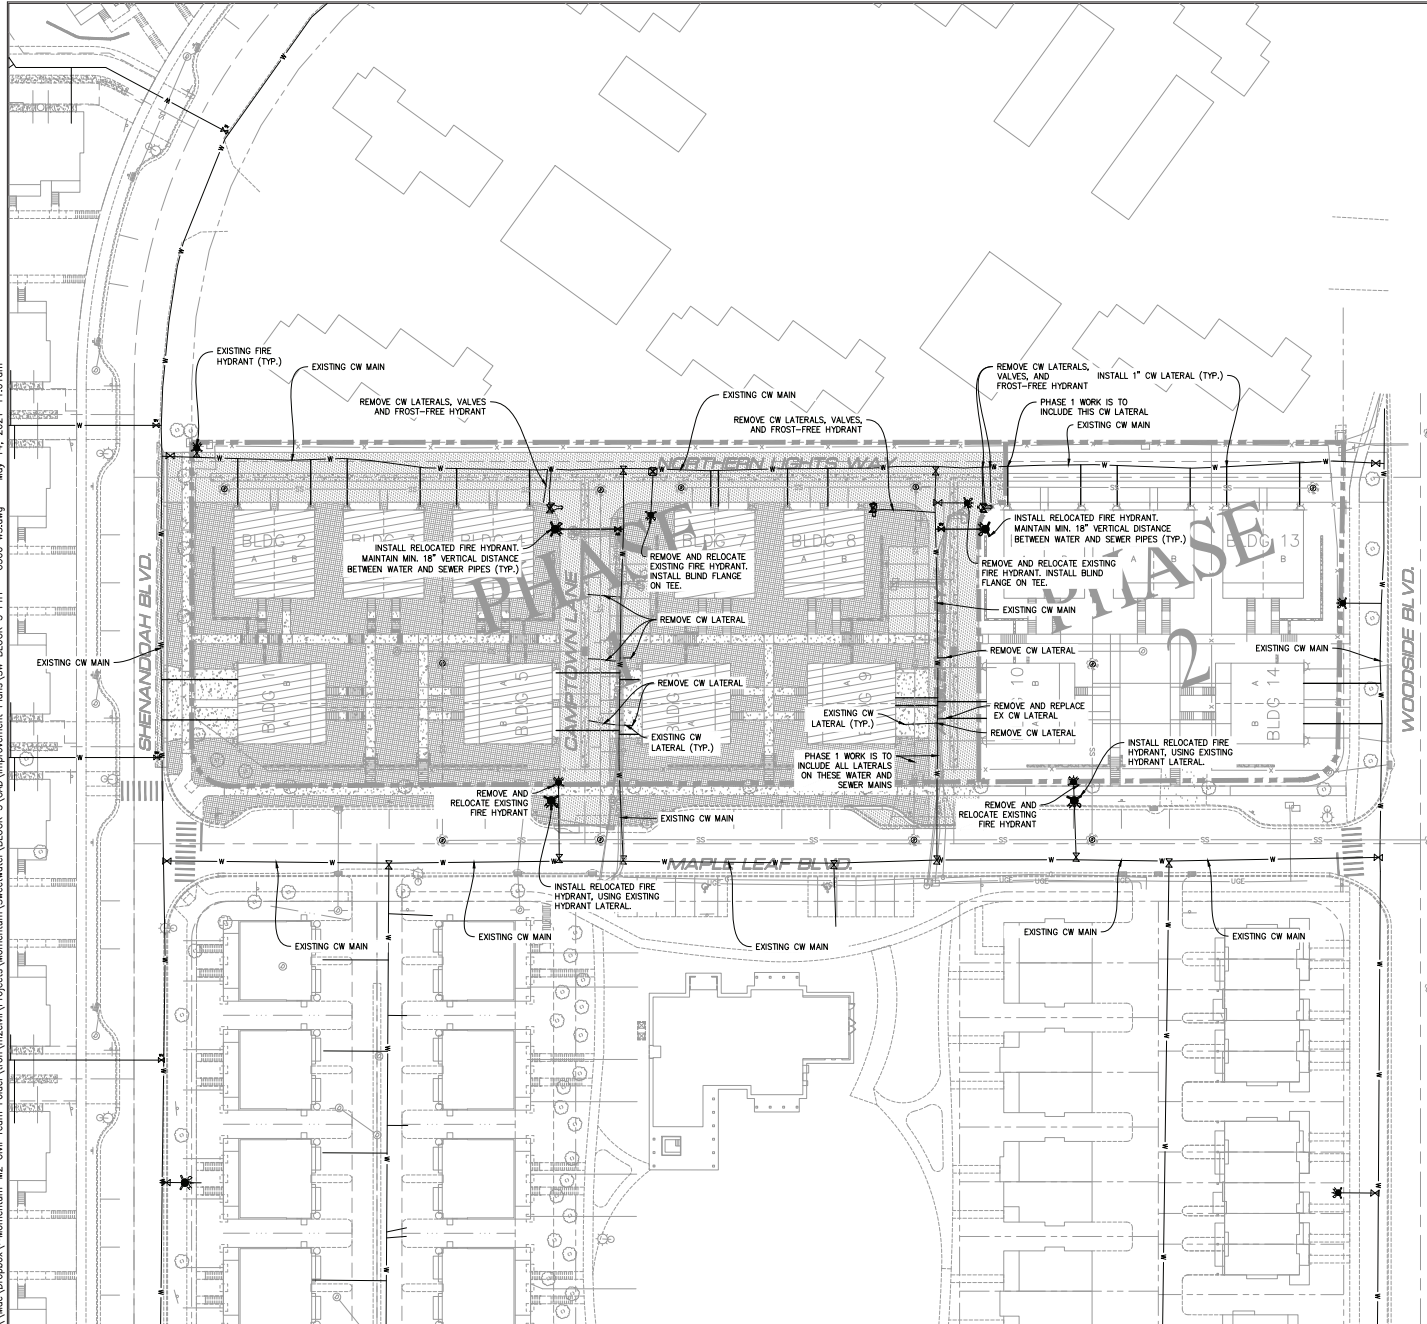 EXISTING FIRE
HYDRANT (TYP.)
EXISTING CW MAIN
REMOVE CW LATERALS, VALVES
AND FROST-FREE HYDRANT
EXISTING CW MAIN
REMOVE CW LATERALS, VALVES,
AND FROST-FREE HYDRANT
REMOVE CW LATERALS,
VALVES, AND
FROST-FREE HYDRANT
INSTALL 1" CW LATERAL (TYP.)
PHASE 1 WORK IS TO
INCLUDE THIS CW LATERAL
EXISTING CW MAIN
NORTHERN LIGHTS WAY
BLDG 2
A B
BLDG 3
A B
BLDG 4
BLDG 7
BLDG 8
BLDG 13
B
INSTALL RELOCATED FIRE HYDRANT.
MAINTAIN MIN. 18" VERTICAL DISTANCE
BETWEEN WATER AND SEWER PIPES (TYP.)
REMOVE AND RELOCATE
EXISTING FIRE HYDRANT.
INSTALL BLIND FLANGE
ON TEE.
INSTALL RELOCATED FIRE HYDRANT.
MAINTAIN MIN. 18" VERTICAL DISTANCE
BETWEEN WATER AND SEWER PIPES (TYP.)
REMOVE AND RELOCATE EXISTING
FIRE HYDRANT. INSTALL BLIND
FLANGE ON TEE.
PHASE
1
PHASE
2
SHENANDOAH BLVD.
CAMPTOWN LANE
WOODSIDE BLVD.
EXISTING CW MAIN
REMOVE CW LATERAL
EXISTING CW MAIN
REMOVE CW LATERAL
EXISTING CW MAIN
REMOVE CW LATERAL
EXISTING CW
LATERAL (TYP.)
EXISTING CW
LATERAL (TYP.)
REMOVE AND REPLACE
EX CW LATERAL
REMOVE CW LATERAL
BLDG 1
BLDG 5
BLDG 9
BLDG 10
BLDG 14
PHASE 1 WORK IS TO
INCLUDE ALL LATERALS
ON THESE WATER AND
SEWER MAINS
INSTALL RELOCATED FIRE
HYDRANT, USING EXISTING
HYDRANT LATERAL.
REMOVE AND
RELOCATE EXISTING
FIRE HYDRANT
EXISTING CW MAIN
REMOVE AND
RELOCATE EXISTING
FIRE HYDRANT
MAPLE LEAF BLVD.
INSTALL RELOCATED FIRE
HYDRANT, USING EXISTING
HYDRANT LATERAL.
EXISTING CW MAIN
EXISTING CW MAIN
EXISTING CW MAIN
EXISTING CW MAIN
EXISTING CW MAIN